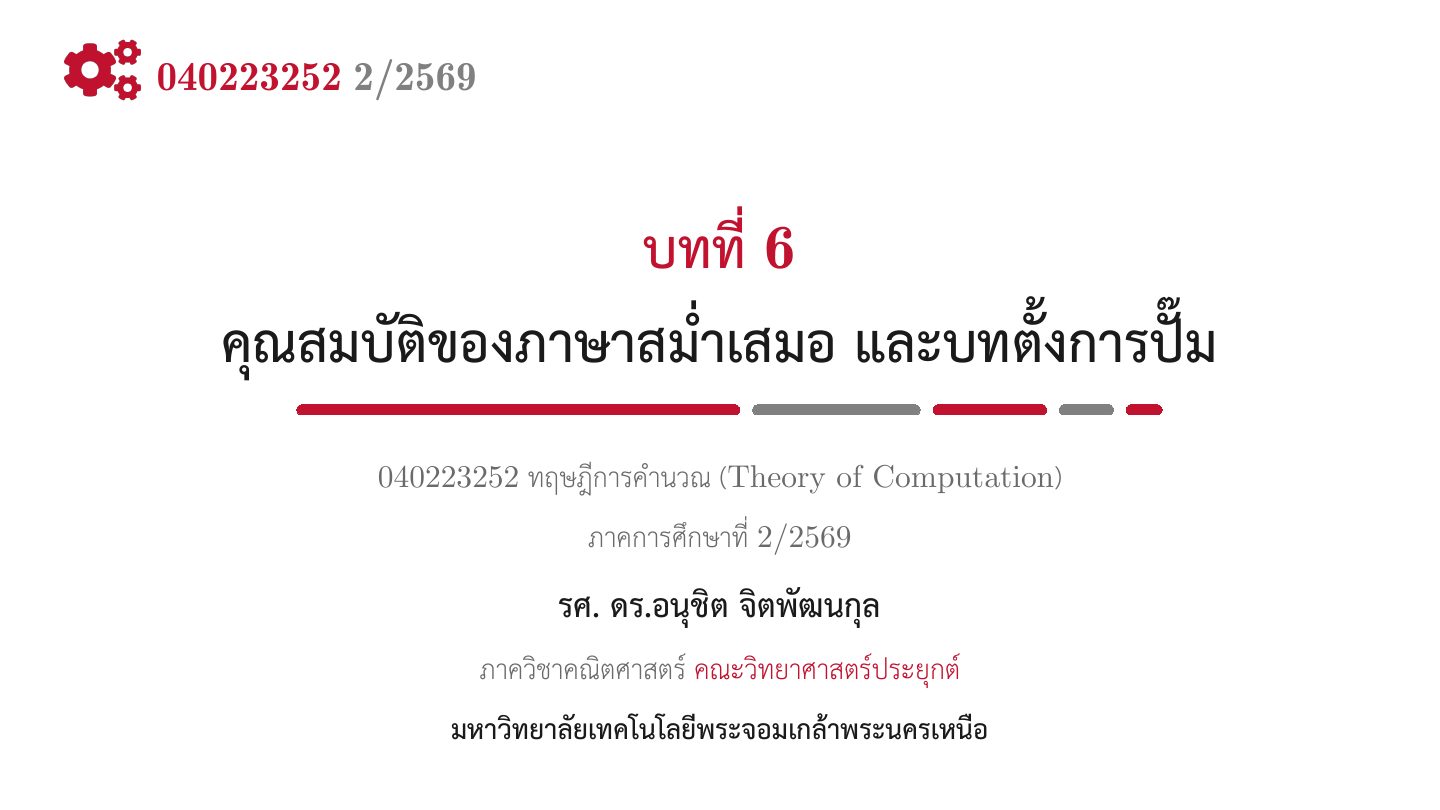 040223252 2/2569
บทที่ 6
คุณสมบัติของภาษาสม่ำเสมอ และบทตั้งการปั๊ม
040223252 ทฤษฎีการคำนวณ (Theory of Computation)
ภาคการศึกษาที่ 2/2569
รศ. ดร.อนุชิต จิตพัฒนกุล
ภาควิชาคณิตศาสตร์ คณะวิทยาศาสตร์ประยุกต์
มหาวิทยาลัยเทคโนโลยีพระจอมเกล้าพระนครเหนือ